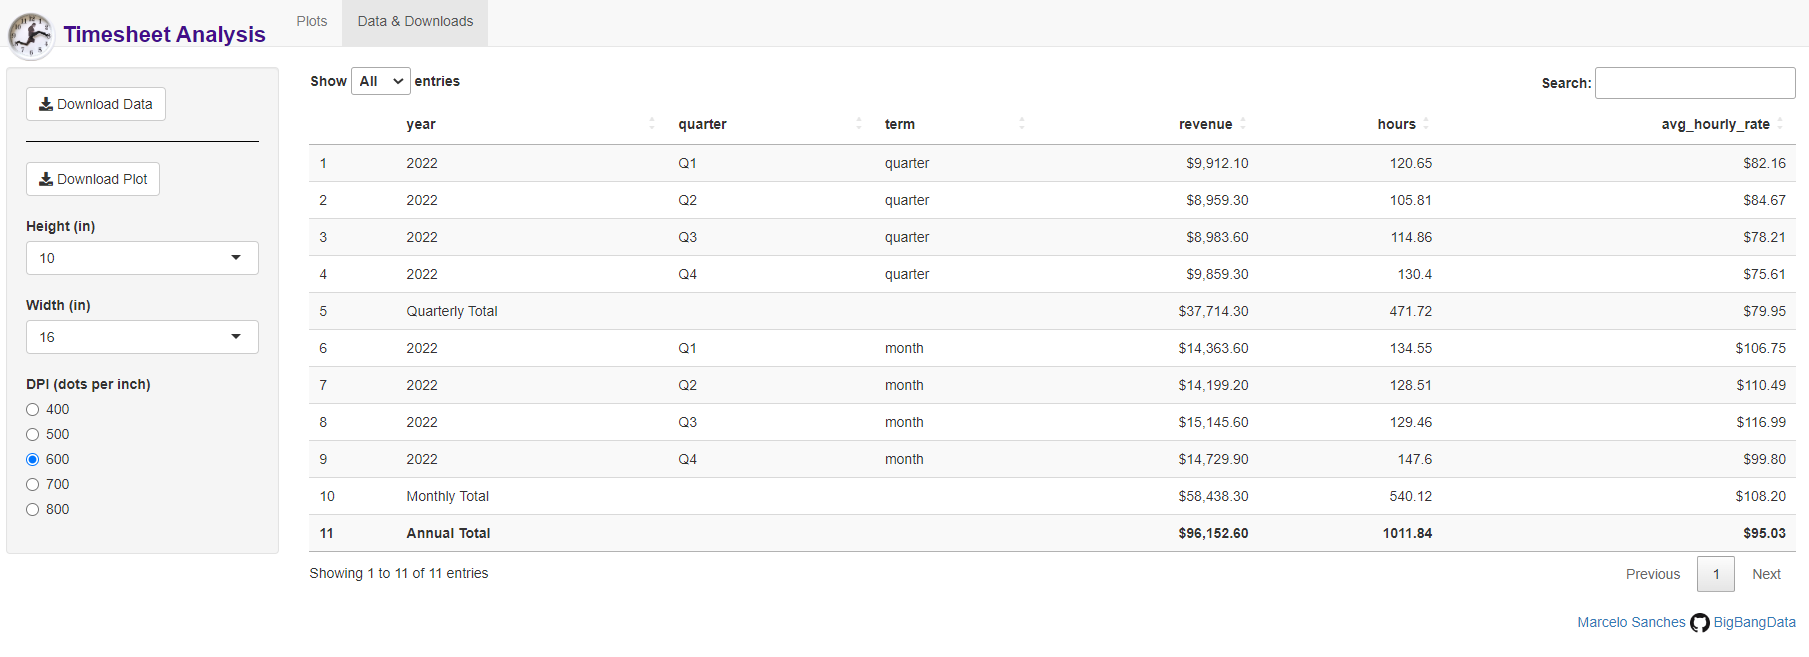 Timesheet Analysis
Plots
Data & Downloads
Download Data
Download Plot
Height (in)
10
Width (in)
16
DPI (dots per inch)
400
500
600
700
800
Show All entries
Search:
year quarter term revenue hours avg_hourly_rate
1 2022 Q1 quarter $9,912.10 120.65 $82.16
2 2022 Q2 quarter $8,959.30 105.81 $84.67
3 2022 Q3 quarter $8,983.60 114.86 $78.21
4 2022 Q4 quarter $9,859.30 130.4 $75.61
5 Quarterly Total $37,714.30 471.72 $79.95
6 2022 Q1 month $14,363.60 134.55 $106.75
7 2022 Q2 month $14,199.20 128.51 $110.49
8 2022 Q3 month $15,145.60 129.46 $116.99
9 2022 Q4 month $14,729.90 147.6 $99.80
10 Monthly Total $58,438.30 540.12 $108.20
11 Annual Total $96,152.60 1011.84 $95.03
Showing 1 to 11 of 11 entries
Previous 1 Next
Marcelo Sanches BigBangData